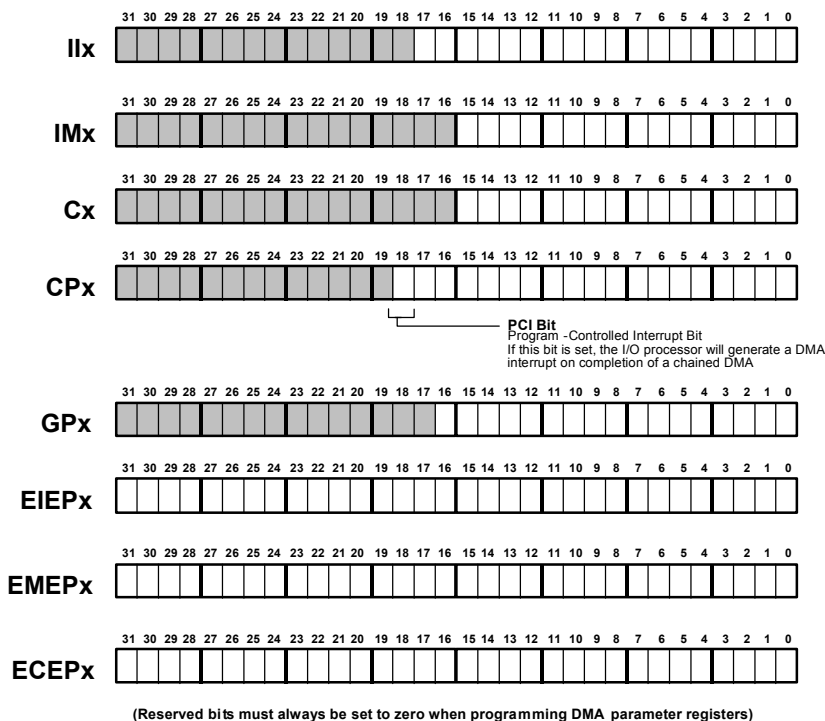 31 30 29 28 27 26 25 24 23 22 21 20 19 18 17 16 15 14 13 12 11 10 9 8 7 6 5 4 3 2 1 0
IIx
31 30 29 28 27 26 25 24 23 22 21 20 19 18 17 16 15 14 13 12 11 10 9 8 7 6 5 4 3 2 1 0
IMx
31 30 29 28 27 26 25 24 23 22 21 20 19 18 17 16 15 14 13 12 11 10 9 8 7 6 5 4 3 2 1 0
Cx
31 30 29 28 27 26 25 24 23 22 21 20 19 18 17 16 15 14 13 12 11 10 9 8 7 6 5 4 3 2 1 0
CPx
PCI Bit
Program -Controlled Interrupt Bit
If this bit is set, the I/O processor will generate a DMA
interrupt on completion of a chained DMA
31 30 29 28 27 26 25 24 23 22 21 20 19 18 17 16 15 14 13 12 11 10 9 8 7 6 5 4 3 2 1 0
GPx
31 30 29 28 27 26 25 24 23 22 21 20 19 18 17 16 15 14 13 12 11 10 9 8 7 6 5 4 3 2 1 0
EIEPx
31 30 29 28 27 26 25 24 23 22 21 20 19 18 17 16 15 14 13 12 11 10 9 8 7 6 5 4 3 2 1 0
EMEPx
31 30 29 28 27 26 25 24 23 22 21 20 19 18 17 16 15 14 13 12 11 10 9 8 7 6 5 4 3 2 1 0
ECEPx
(Reserved bits must always be set to zero when programming DMA parameter registers)